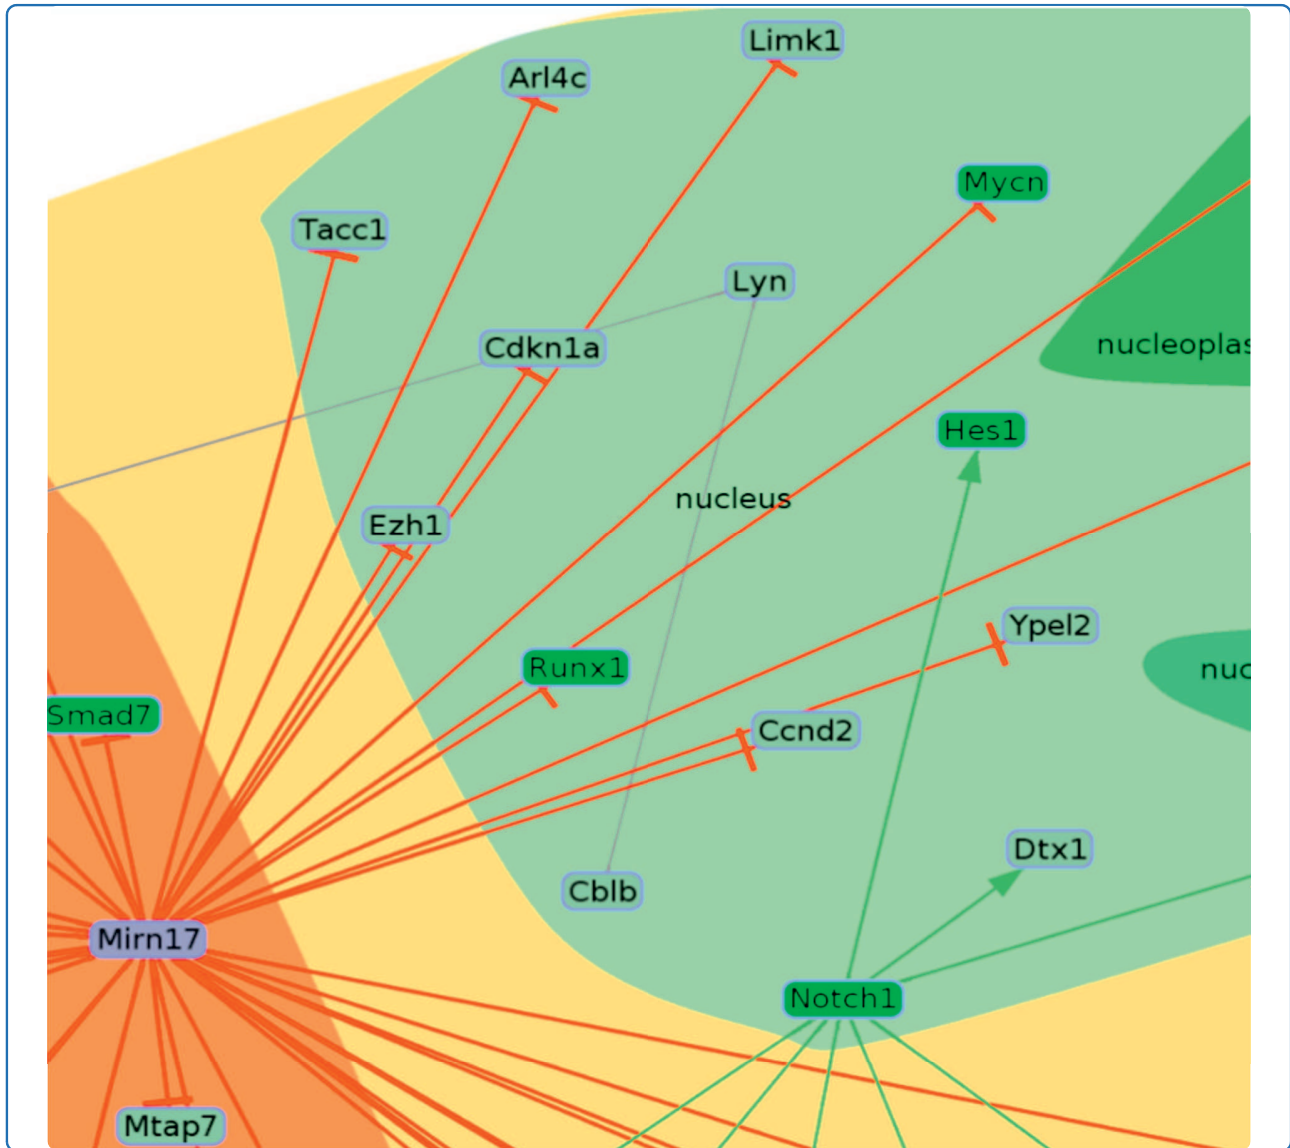 Limk1
Arl4c
Mycn
Tacc1
Lyn
Cdkn1a
nucleoplas
Hes1
nucleus
Ezh1
Ypel2
Runx1
nuc
Smad7
Ccnd2
Dtx1
Cblb
Mirn17
Notch1
Mtap7